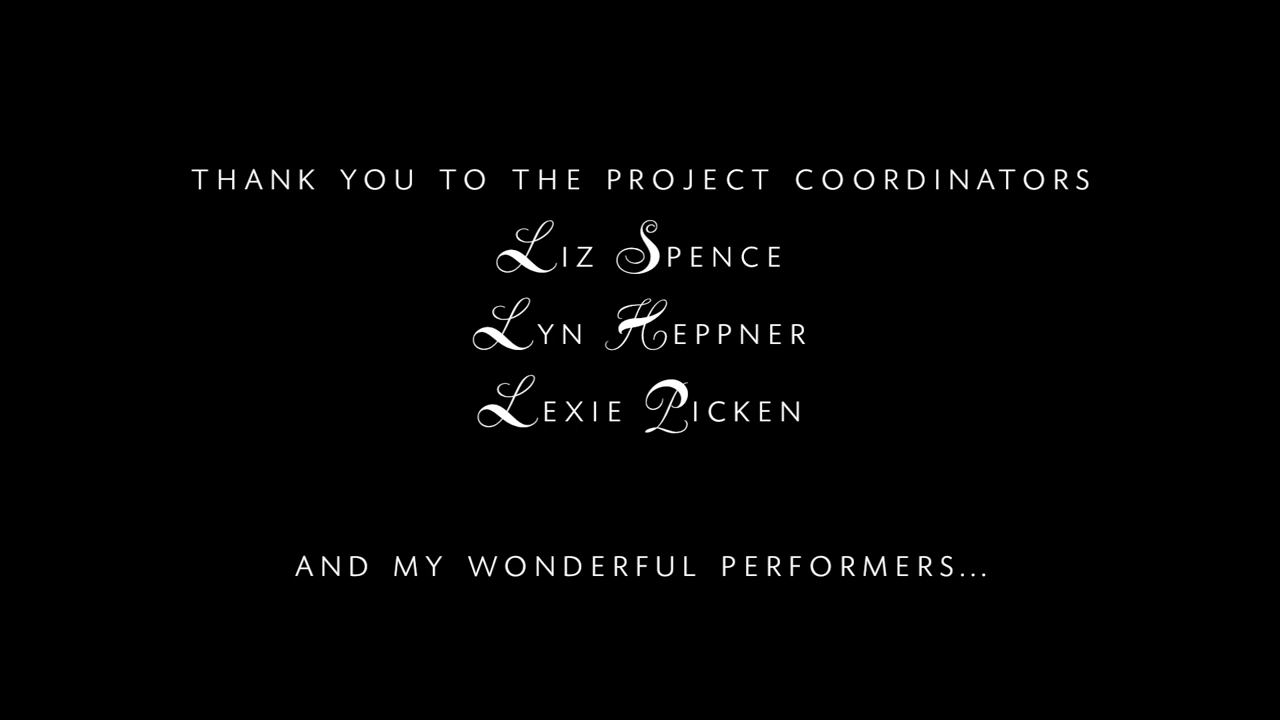 THANK YOU TO THE PROJECT COORDINATORS
LIZ SPENCE
LYN HEPPNER
LEXIE PICKEN
AND MY WONDERFUL PERFORMERS...